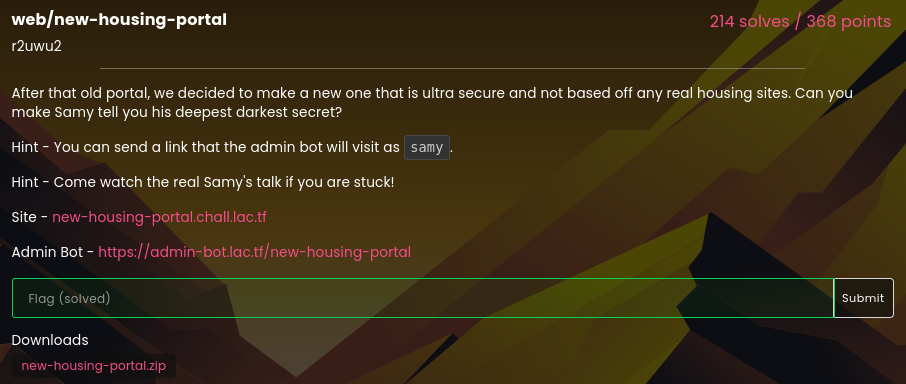 web/new-housing-portal
214 solves / 368 points
r2uwu2
After that old portal, we decided to make a new one that is ultra secure and not based off any real housing sites. Can you
make Samy tell you his deepest darkest secret?
Hint - You can send a link that the admin bot will visit as samy.
Hint - Come watch the real Samy's talk if you are stuck!
Site - new-housing-portal.chall.lac.tf
Admin Bot - https://admin-bot.lac.tf/new-housing-portal
Flag (solved)
Submit
Downloads
new-housing-portal.zip